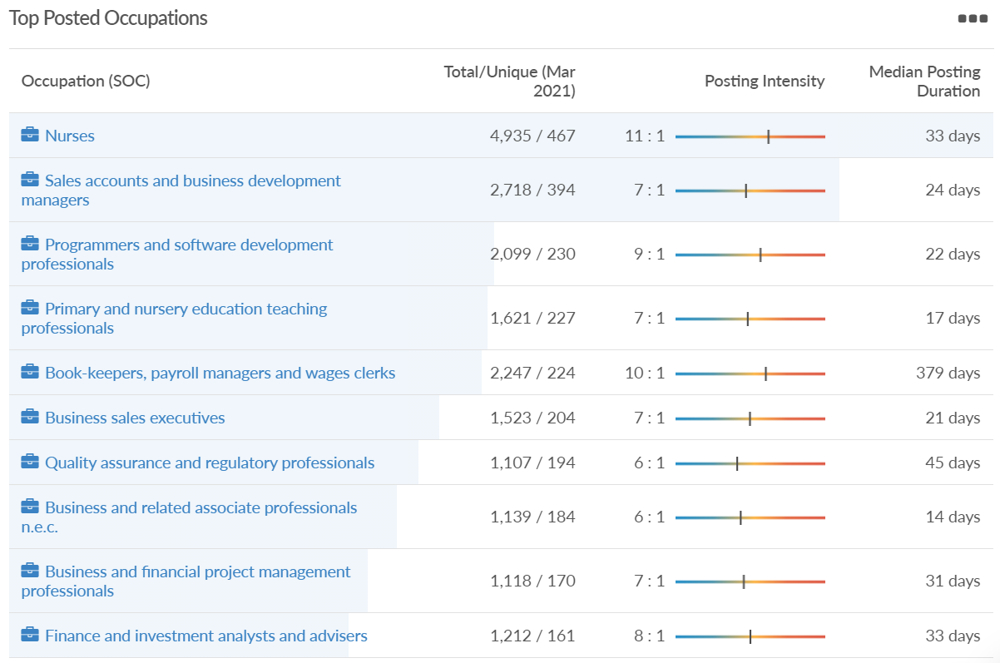 Top Posted Occupations
Occupation (SOC)
Total/Unique (Mar
2021)
Posting Intensity
Median Posting
Duration
Nurses 4,935 / 467 11 : 1 33 days
Sales accounts and business development
managers 2,718 / 394 7 : 1 24 days
Programmers and software development
professionals 2,099 / 230 9 : 1 22 days
Primary and nursery education teaching
professionals 1,621 / 227 7 : 1 17 days
Book-keepers, payroll managers and wages clerks 2,247 / 224 10 : 1 379 days
Business sales executives 1,523 / 204 7 : 1 21 days
Quality assurance and regulatory professionals 1,107 / 194 6 : 1 45 days
Business and related associate professionals
n.e.c. 1,139 / 184 6 : 1 14 days
Business and financial project management
professionals 1,118 / 170 7 : 1 31 days
Finance and investment analysts and advisers 1,212 / 161 8 : 1 33 days